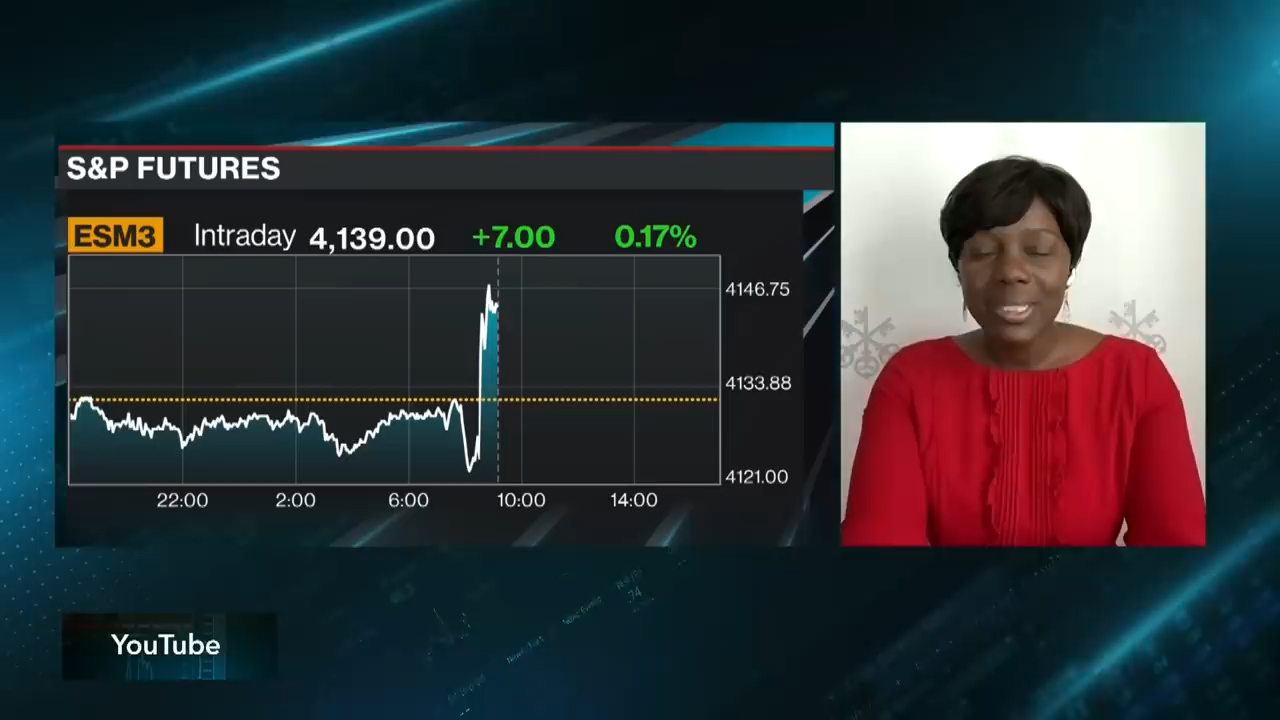 S&P FUTURES
ESM3 Intraday 4,139.00 +7.00 0.17%
4146.75
4133.88
4121.00
22:00 2:00 6:00 10:00 14:00
YouTube